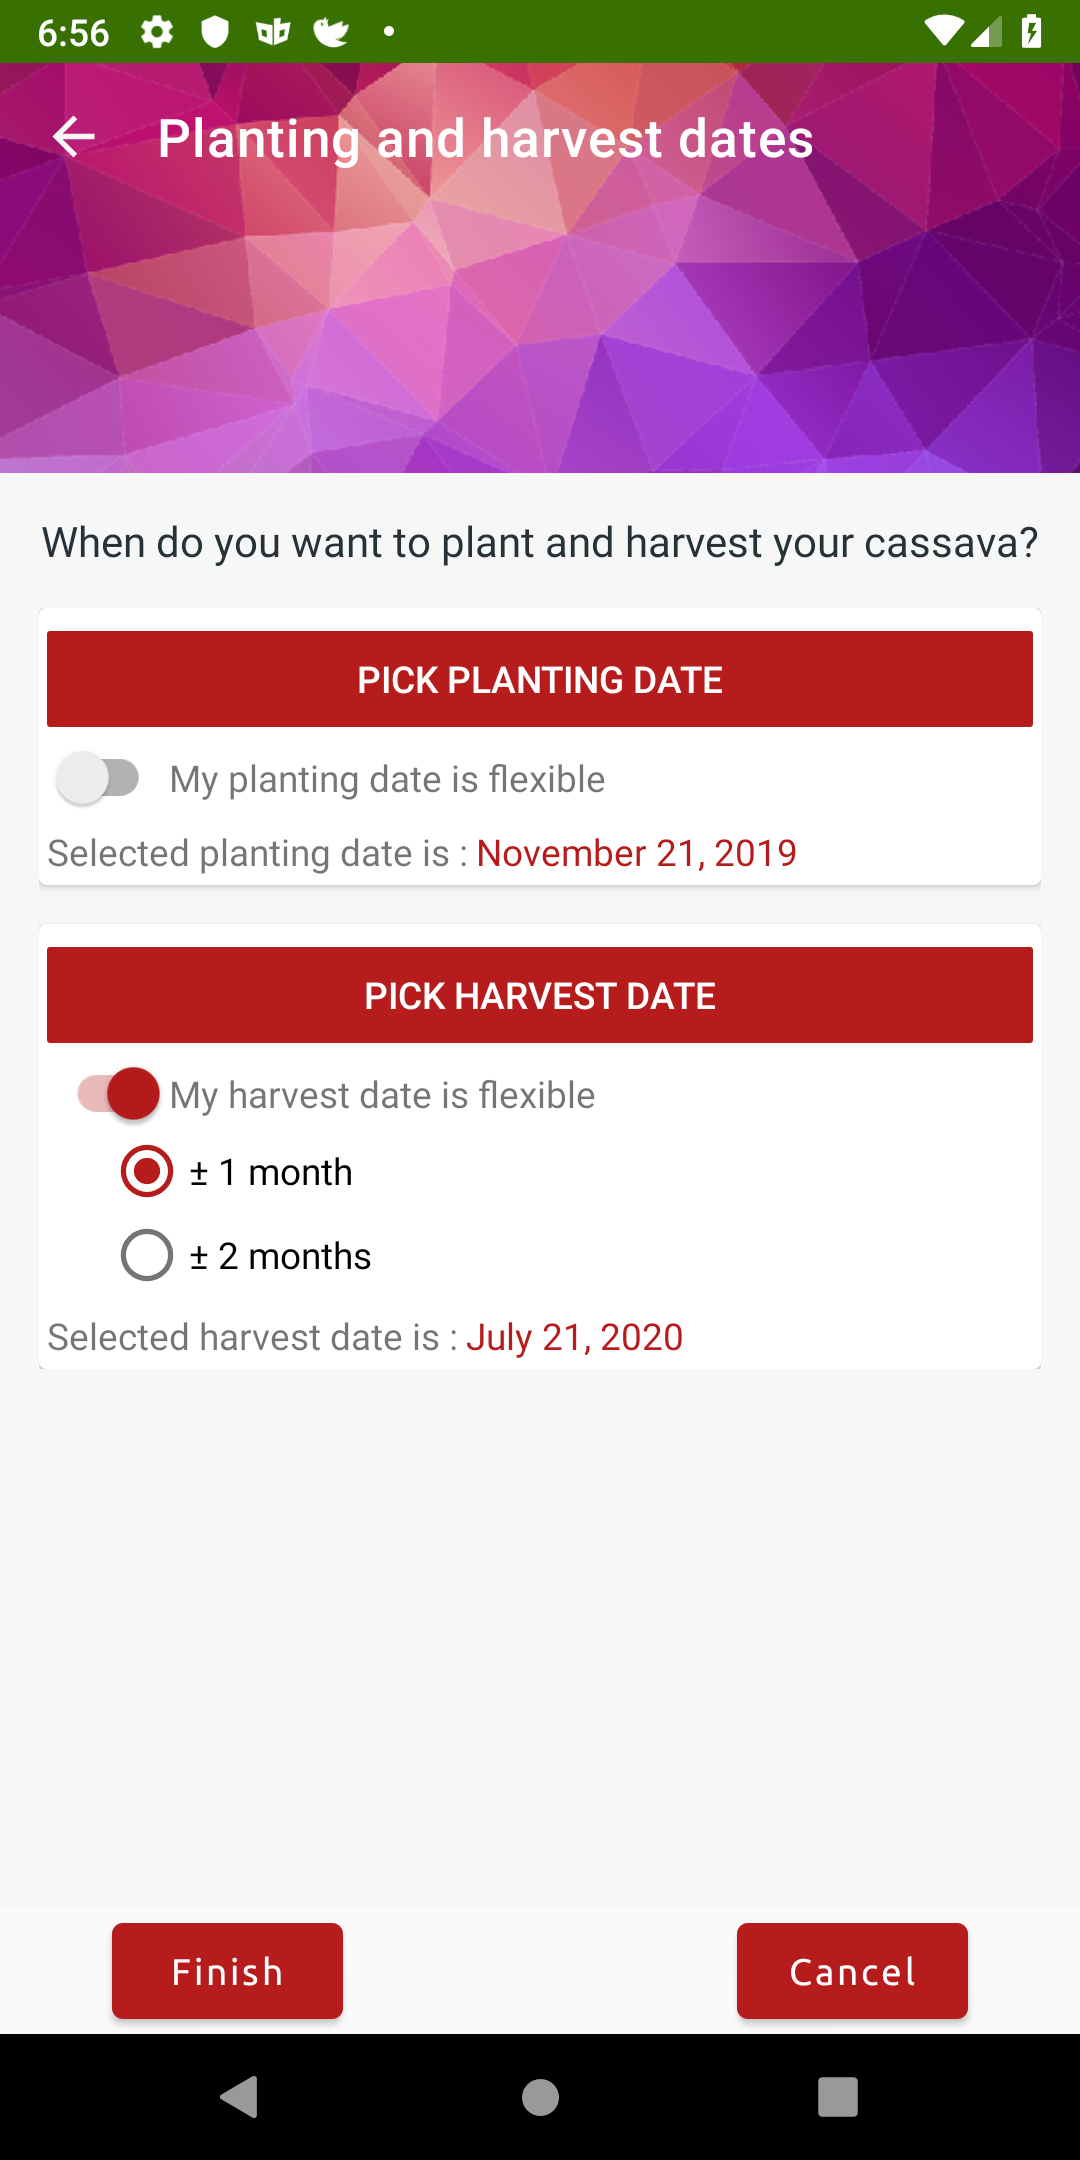 6:56
Planting and harvest dates
When do you want to plant and harvest your cassava?
PICK PLANTING DATE
My planting date is flexible
Selected planting date is : November 21, 2019
PICK HARVEST DATE
My harvest date is flexible
± 1 month
± 2 months
Selected harvest date is : July 21, 2020
Finish
Cancel